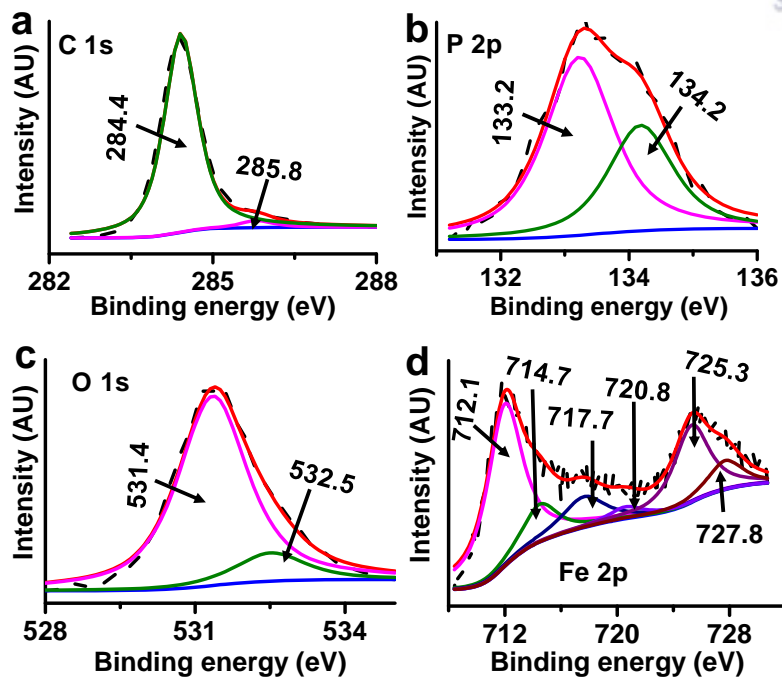 a
C 1s
284.4
285.8
Intensity (AU)
282
285
288
Binding energy (eV)
b
P 2p
133.2
134.2
Intensity (AU)
132
134
136
Binding energy (eV)
c
O 1s
531.4
532.5
Intensity (AU)
528
531
534
Binding energy (eV)
d
712.1
714.7
717.7
720.8
725.3
727.8
Fe 2p
Intensity (AU)
712
720
728
Binding energy (eV)